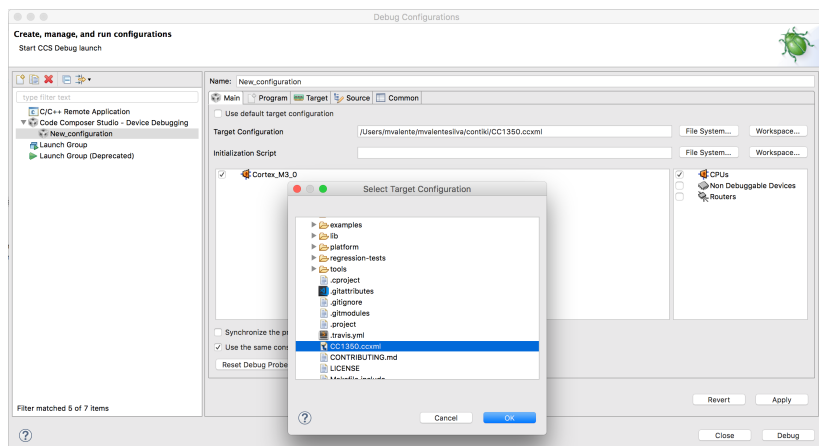 Debug Configurations
Create, manage, and run configurations
Start CCS Debug launch
type filter text
C/C++ Remote Application
Code Composer Studio - Device Debugging
New_configuration
Launch Group
Launch Group (Deprecated)
Filter matched 5 of 7 items
Name: New_configuration
Main Program Target Source Common
Use default target configuration
Target Configuration /Users/mvalente/mvalentesilva/contiki/CC1350.ccxml File System... Workspace...
Initialization Script File System... Workspace...
Cortex_M3_0
CPUs
Non Debuggable Devices
Routers
Synchronize the
Use the same
Reset Debug Probe
Select Target Configuration
examples
lib
platform
regression-tests
tools
.cproject
.gitattributes
.gitignore
.gitmodules
.project
.travis.yml
CC1350.ccxml
CONTRIBUTING.md
LICENSE
Makefile.include
Cancel OK
Revert Apply
Close Debug